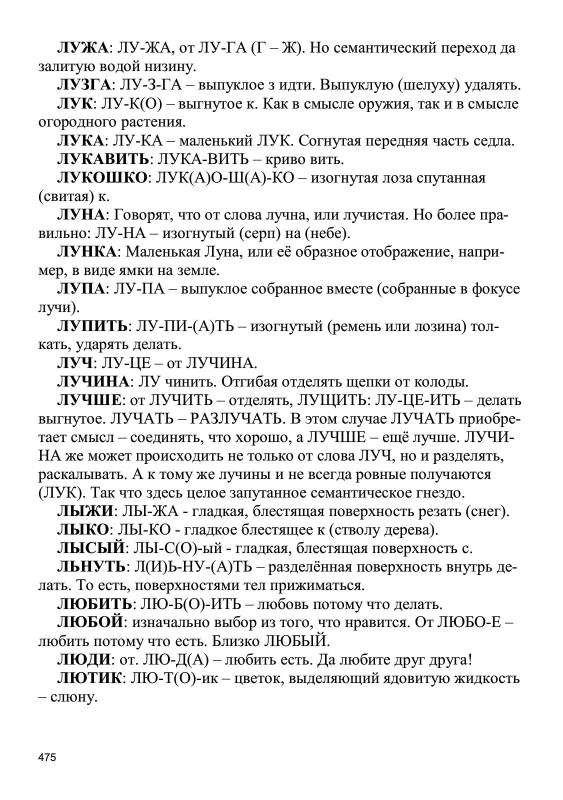 ЛУЖА: ЛУ-ЖА, от ЛУ-ГА (Г – Ж). Но семантический переход да
залитую водой низину.
ЛУЗГА: ЛУ-З-ГА – выпуклое з идти. Выпуклую (шелуху) удалять.
ЛУК: ЛУ-К(О) – выгнутое к. Как в смысле оружия, так и в смысле
огородного растения.
ЛУКА: ЛУ-КА – маленький ЛУК. Согнутая передняя часть седла.
ЛУКАВИТЬ: ЛУКА-ВИТЬ – криво вить.
ЛУКОШКО: ЛУК(А)О-Ш(А)-КО – изогнутая лоза спутанная
(свитая) к.
ЛУНА: Говорят, что от слова лучна, или лучистая. Но более пра-
вильно: ЛУ-НА – изогнутый (серп) на (небе).
ЛУНКА: Маленькая Луна, или её образное отображение, напри-
мер, в виде ямки на земле.
ЛУПА: ЛУ-ПА – выпуклое собранное вместе (собранные в фокусе
лучи).
ЛУПИТЬ: ЛУ-ПИ-(А)ТЬ – изогнутый (ремень или лозина) тол-
кать, ударять делать.
ЛУЧ: ЛУ-ЦЕ – от ЛУЧИНА.
ЛУЧИНА: ЛУ чинить. Отгибая отделять щепки от колоды.
ЛУЧШЕ: от ЛУЧИТЬ – отделять, ЛУЩИТЬ: ЛУ-ЦЕ-ИТЬ – делать
выгнутое. ЛУЧАТЬ – РАЗЛУЧАТЬ. В этом случае ЛУЧАТЬ приобре-
тает смысл – соединять, что хорошо, а ЛУЧШЕ – ещё лучше. ЛУЧИ-
НА же может происходить не только от слова ЛУЧ, но и разделять,
раскалывать. А к тому же лучины и не всегда ровные получаются
(ЛУК). Так что здесь целое запутанное семантическое гнездо.
ЛЫЖИ: ЛЫ-ЖА - гладкая, блестящая поверхность резать (снег).
ЛЫКО: ЛЫ-КО - гладкое блестящее к (стволу дерева).
ЛЫСЫЙ: ЛЫ-С(О)-ый - гладкая, блестящая поверхность с.
ЛЬНУТЬ: Л(И)Ь-НУ-(А)ТЬ – разделённая поверхность внутрь де-
лать. То есть, поверхностями тел прижиматься.
ЛЮБИТЬ: ЛЮ-Б(О)-ИТЬ – любовь потому что делать.
ЛЮБОЙ: изначально выбор из того, что нравится. От ЛЮБО-Е –
любить потому что есть. Близко ЛЮБЫЙ.
ЛЮДИ: от. ЛЮ-Д(А) – любить есть. Да любите друг друга!
ЛЮТИК: ЛЮ-Т(О)-ик – цветок, выделяющий ядовитую жидкость
– слюну.
475